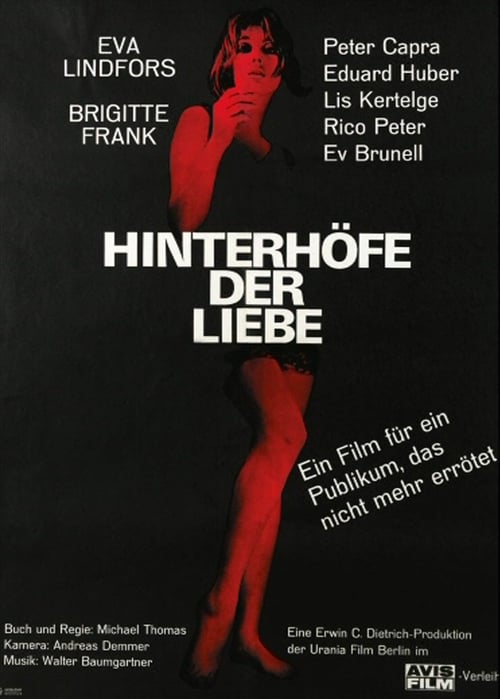 EVA
LINDFORS
BRIGITTE
FRANK
Peter Capra
Eduard Huber
Lis Kertelge
Rico Peter
Ev Brunell
HINTERHÖFE
DER
LIEBE
Ein Film für ein
Publikum, das
nicht mehr errötet
Buch und Regie: Michael Thomas
Kamera: Andreas Demmer
Musik: Walter Baumgartner
Eine Erwin C. Dietrich-Produktion
der Urania Film Berlin im
AVIS
FILM
-Verleih